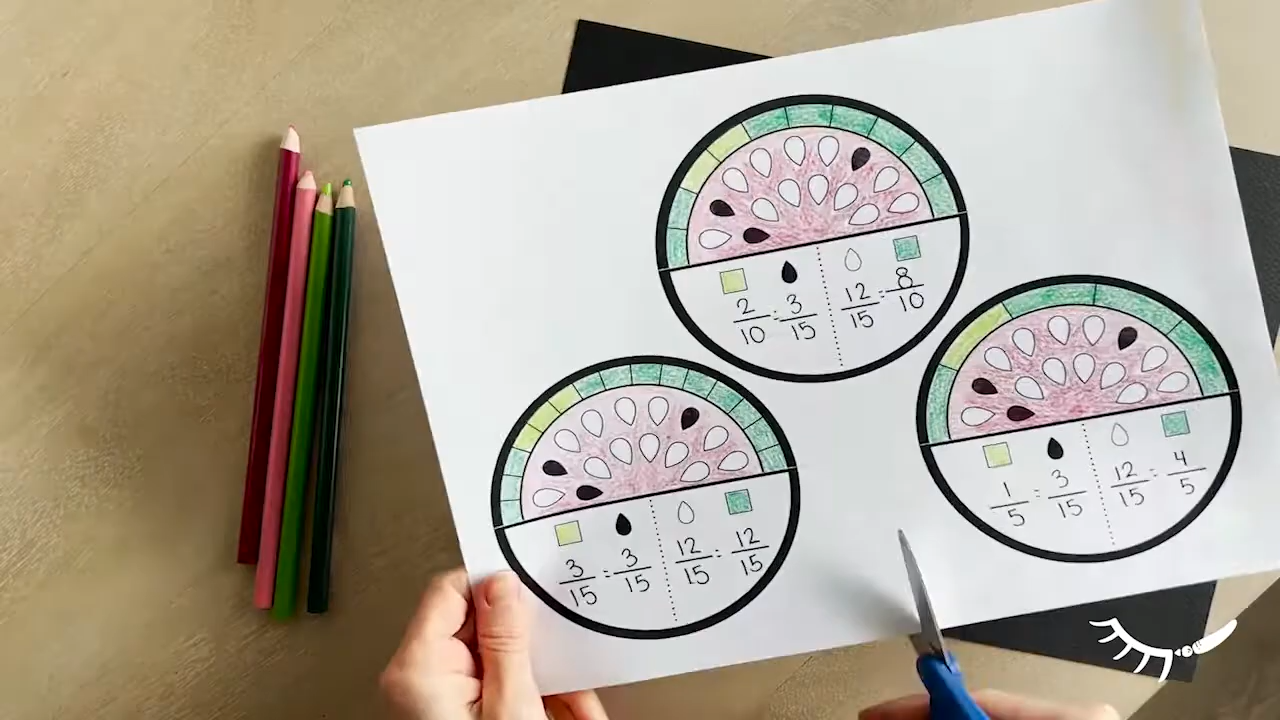 2/10 = 3/15 12/15 = 8/10
3/15 = 3/15 12/15 = 12/15
1/5 = 3/15 12/15 = 4/5